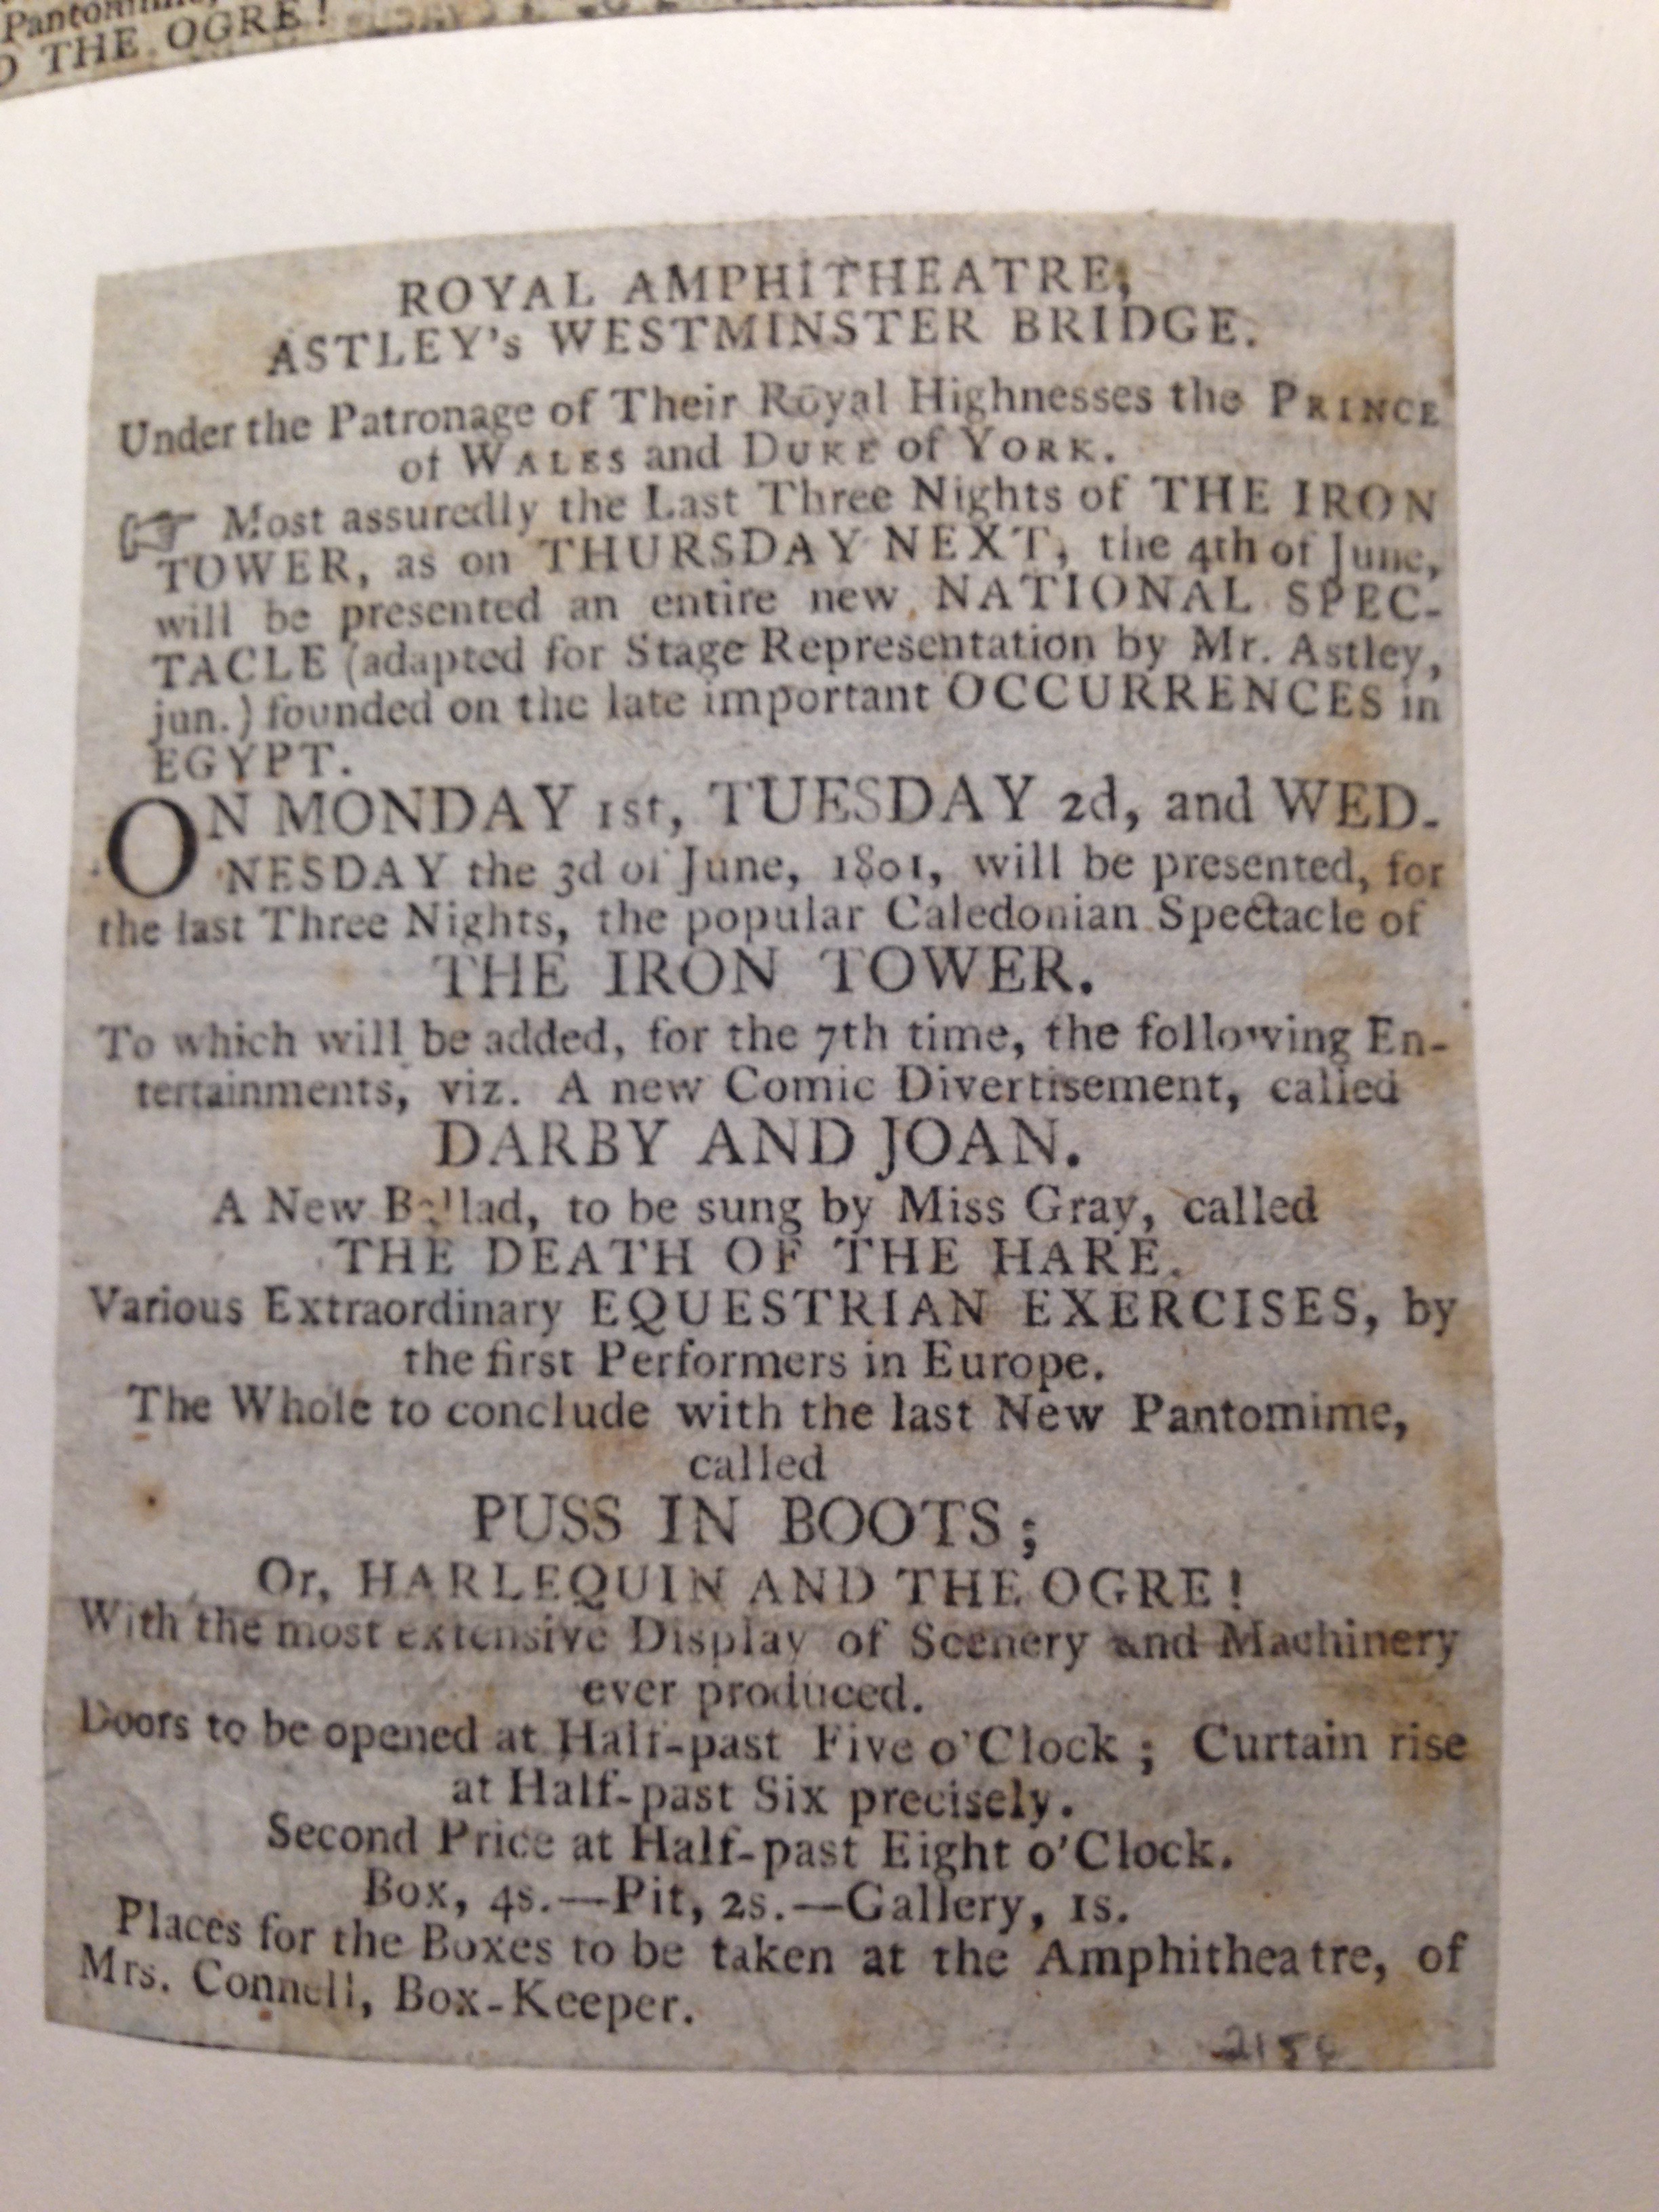 Pantomime,
THE OGRE!
ROYAL AMPHITHEATRE,
ASTLEY's WESTMINSTER BRIDGE.
Under the Patronage of Their Royal Highnesses the PRINCE
of WALES and DUKE of YORK.
☞ Most assuredly the Last Three Nights of THE IRON
TOWER, as on THURSDAY NEXT, the 4th of June,
will be presented an entire new NATIONAL SPEC-
TACLE (adapted for Stage Representation by Mr. Astley,
jun.) founded on the late important OCCURRENCES in
EGYPT.
ON MONDAY 1st, TUESDAY 2d, and WED-
NESDAY the 3d of June, 1801, will be presented, for
the last Three Nights, the popular Caledonian Spectacle of
THE IRON TOWER.
To which will be added, for the 7th time, the following En-
tertainments, viz. A new Comic Divertisement, called
DARBY AND JOAN.
A New Ballad, to be sung by Miss Gray, called
THE DEATH OF THE HARE.
Various Extraordinary EQUESTRIAN EXERCISES, by
the first Performers in Europe.
The Whole to conclude with the last New Pantomime,
called
PUSS IN BOOTS;
Or, HARLEQUIN AND THE OGRE!
With the most extensive Display of Scenery and Machinery
ever produced.
Doors to be opened at Half-past Five o'Clock; Curtain rise
at Half-past Six precisely.
Second Price at Half-past Eight o'Clock.
Box, 4s.—Pit, 2s.—Gallery, 1s.
Places for the Boxes to be taken at the Amphitheatre, of
Mrs. Connell, Box-Keeper.